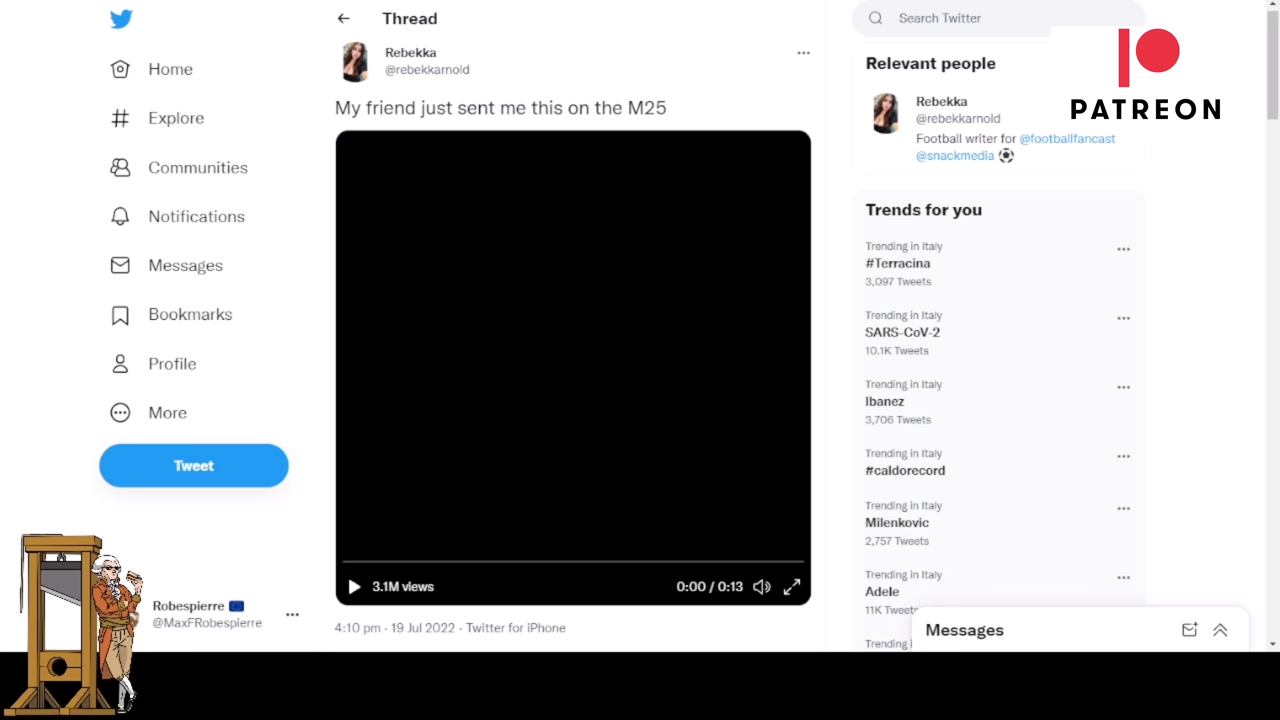 Home
Explore
Communities
Notifications
Messages
Bookmarks
Profile
More
Tweet
Robespierre
@MaxFRobespierre
Thread
Rebekka
@rebekkarnold
My friend just sent me this on the M25
3.1M views
0:00 / 0:13
4:10 pm · 19 Jul 2022 · Twitter for iPhone
Search Twitter
PATREON
Relevant people
Rebekka
@rebekkarnold
Football writer for @footballfancast
@snackmedia
Trends for you
Trending in Italy
#Terracina
3,097 Tweets
Trending in Italy
SARS-CoV-2
10.1K Tweets
Trending in Italy
Ibanez
3,706 Tweets
Trending in Italy
#caldorecord
Trending in Italy
Milenkovic
2,757 Tweets
Trending in Italy
Adele
11K Tweets
Trending
Messages